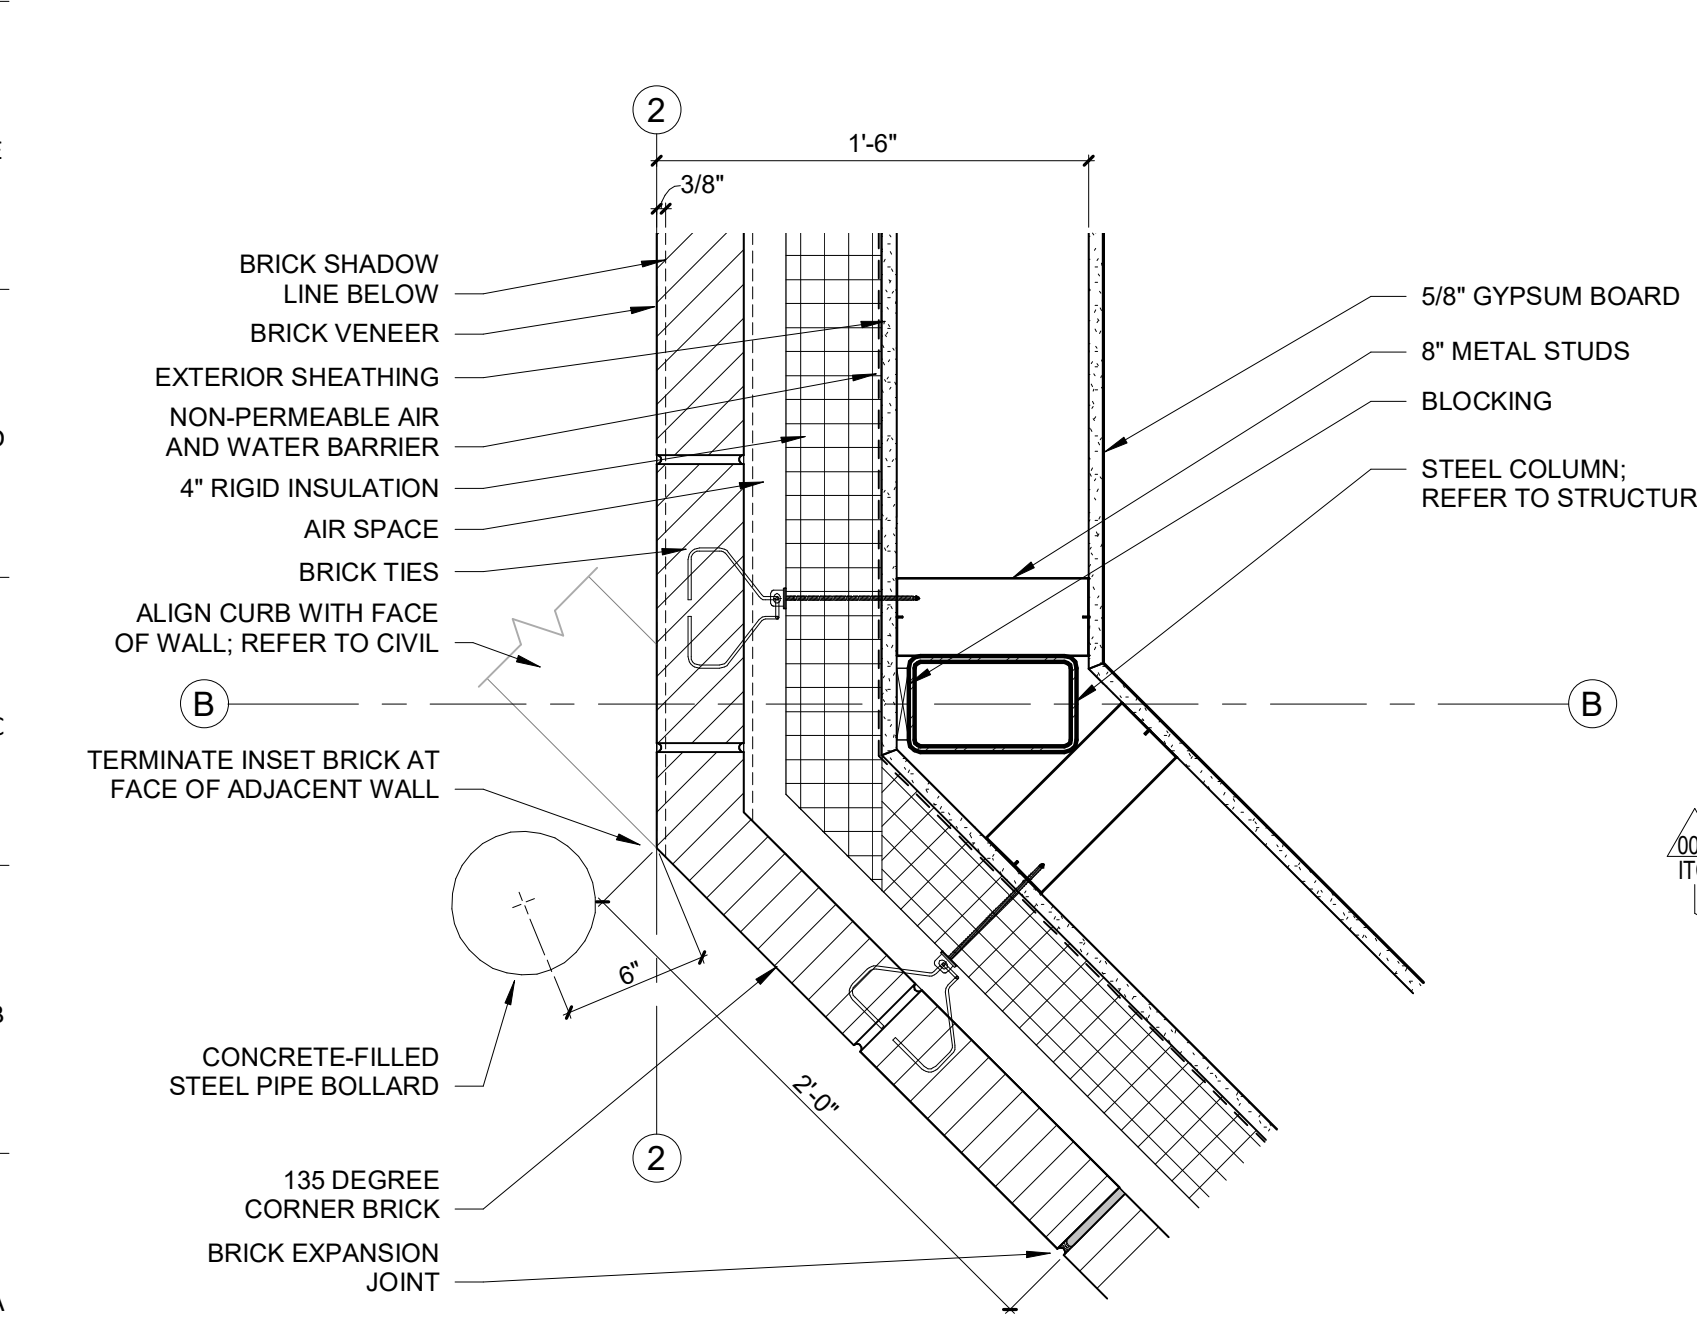 2
1'-6"
3/8"
BRICK SHADOW
LINE BELOW
BRICK VENEER
EXTERIOR SHEATHING
NON-PERMEABLE AIR
AND WATER BARRIER
4" RIGID INSULATION
AIR SPACE
BRICK TIES
ALIGN CURB WITH FACE
OF WALL; REFER TO CIVIL
B
TERMINATE INSET BRICK AT
FACE OF ADJACENT WALL
6"
CONCRETE-FILLED
STEEL PIPE BOLLARD
2'-0"
2
135 DEGREE
CORNER BRICK
BRICK EXPANSION
JOINT
5/8" GYPSUM BOARD
8" METAL STUDS
BLOCKING
STEEL COLUMN;
REFER TO STRUCTUR
B